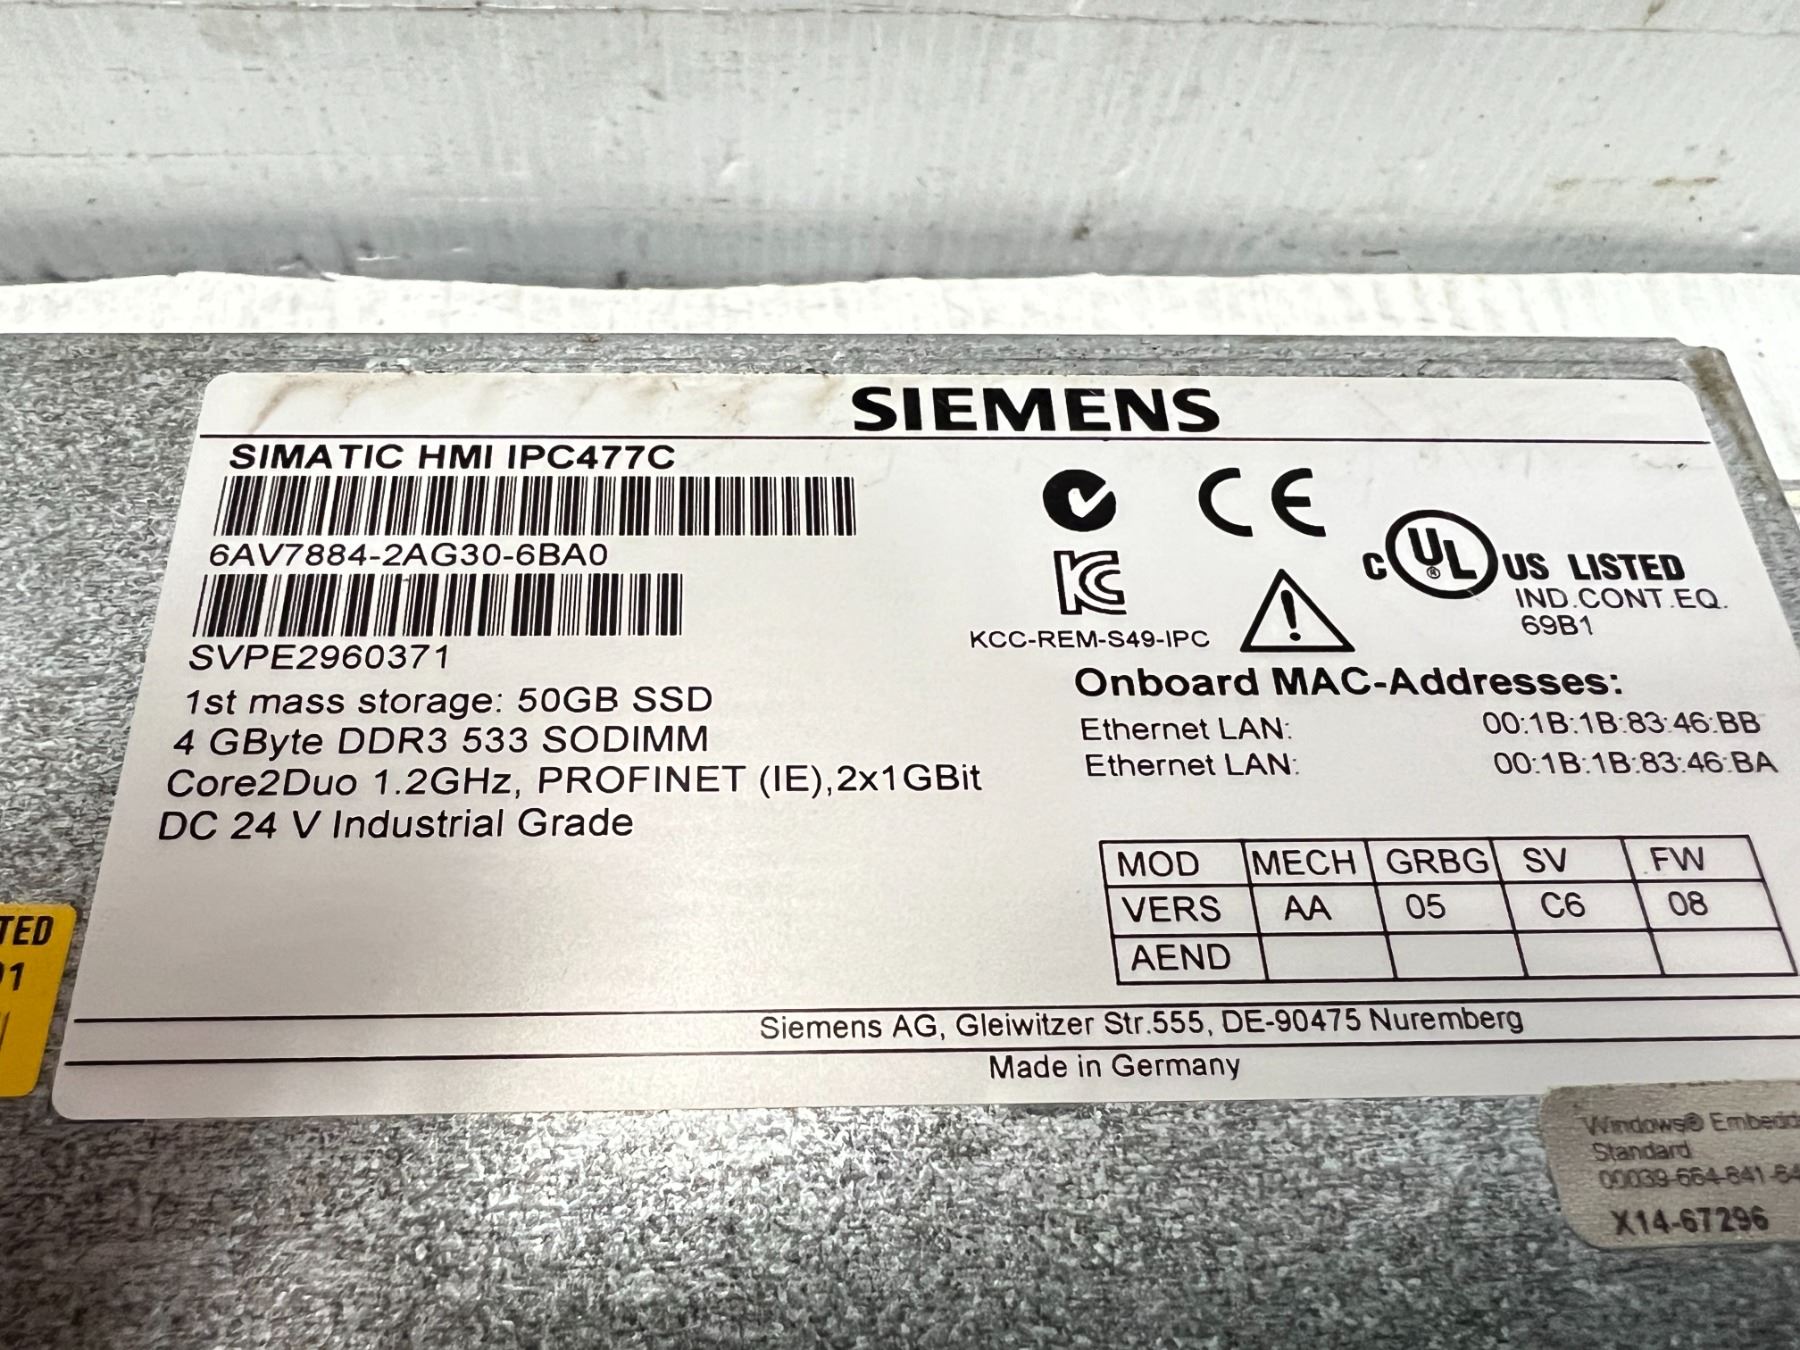 SIEMENS
SIMATIC HMI IPC477C
6AV7884-2AG30-6BA0
SVPE2960371
1st mass storage: 50GB SSD
4 GByte DDR3 533 SODIMM
Core2Duo 1.2GHz, PROFINET (IE),2x1GBit
DC 24 V Industrial Grade
CE
KCC-REM-S49-IPC
C UL® US LISTED
IND.CONT.EQ.
69B1
Onboard MAC-Addresses:
Ethernet LAN: 00:1B:1B:83:46:BB
Ethernet LAN: 00:1B:1B:83:46:BA
MOD MECH GRBG SV FW
VERS AA 05 C6 08
AEND
Siemens AG, Gleiwitzer Str.555, DE-90475 Nuremberg
Made in Germany
TED
Windows®
Standard
X14-67296